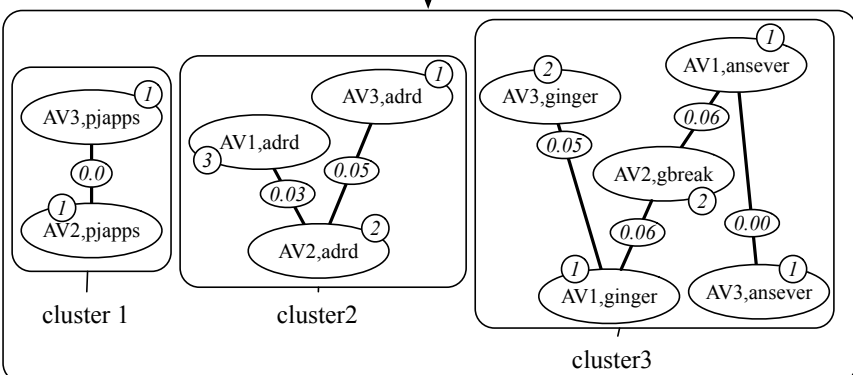 1
AV3,pjapps
0.0
1
AV2,pjapps
cluster 1
1
AV3,adrd
AV1,adrd
3
0.05
0.03
2
AV2,adrd
cluster2
1
AV1,ansever
2
AV3,ginger
0.06
0.05
AV2,gbreak
2
0.06
0.00
1
AV1,ginger
1
AV3,ansever
cluster3